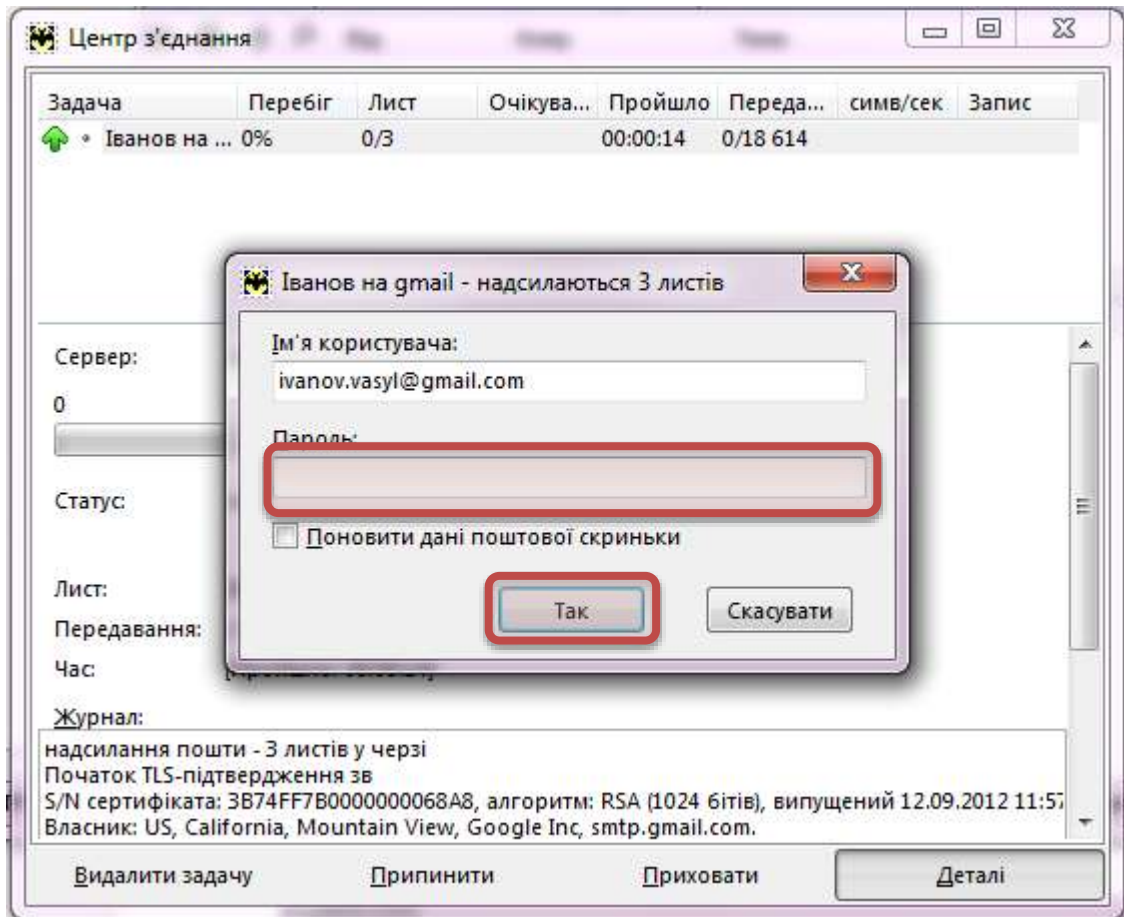 Центр з'єднання
Задача Перебіг Лист Очікува... Пройшло Переда... симв/сек Запис
Іванов на ... 0% 0/3 00:00:14 0/18 614
Іванов на gmail - надсилаються 3 листів
Ім'я користувача:
ivanov.vasyl@gmail.com
Пароль:
Поновити дані поштової скриньки
Так Скасувати
Сервер:
0
Статус:
Лист:
Передавання:
Час:
Журнал:
надсилання пошти - 3 листів у черзі
Початок TLS-підтвердження зв
S/N сертифіката: 3B74FF7B0000000068A8, алгоритм: RSA (1024 бітів), випущений 12.09.2012 11:57
Власник: US, California, Mountain View, Google Inc, smtp.gmail.com.
Видалити задачу Припинити Приховати Деталі